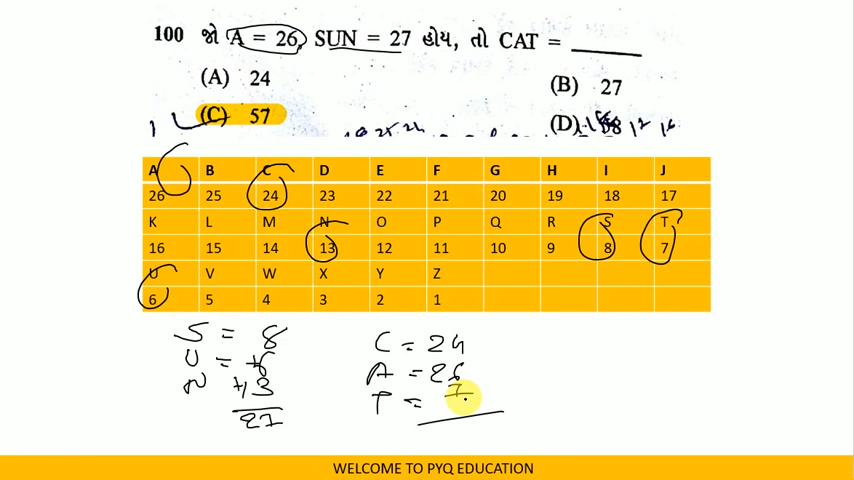 100 જો A = 26, SUN = 27 હોય, તો CAT = ______
(A) 24
(B) 27
(C) 57
(D) 58
A B C D E F G H I J
26 25 24 23 22 21 20 19 18 17
K L M N O P Q R S T
16 15 14 13 12 11 10 9 8 7
U V W X Y Z
6 5 4 3 2 1
S = 8
U = +6
N +13
27
C = 24
A = 26
T = 7
WELCOME TO PYQ EDUCATION